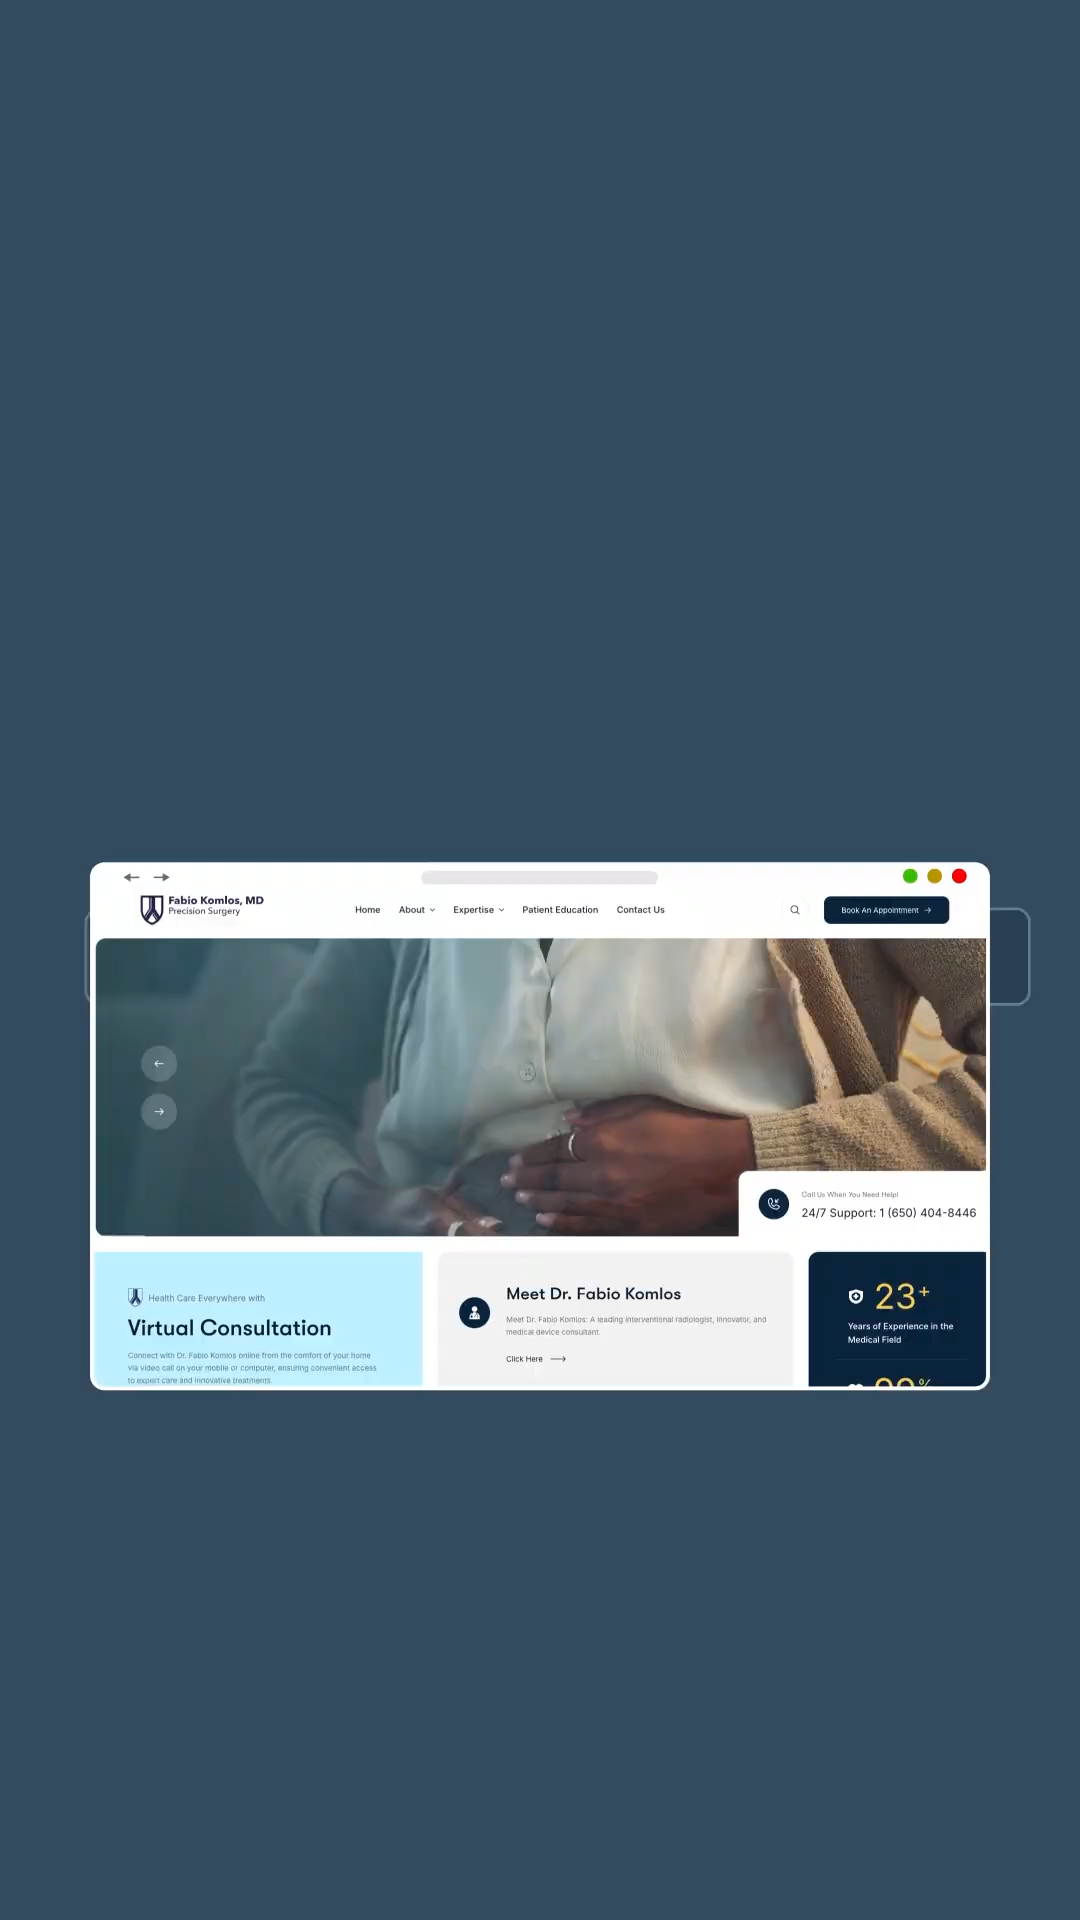 Fabio Komlos, MD
Precision Surgery
Home
About
Expertise
Patient Education
Contact Us
Book An Appointment
Call Us When You Need Help!
24/7 Support: 1 (650) 404-8446
Health Care Everywhere with
Virtual Consultation
Connect with Dr. Fabio Komlos online from the comfort of your home
via video call on your mobile or computer, ensuring convenient access
to expert care and innovative treatments.
Meet Dr. Fabio Komlos
Meet Dr. Fabio Komlos: A leading interventional radiologist, innovator, and
medical device consultant.
Click Here
23+
Years of Experience in the
Medical Field